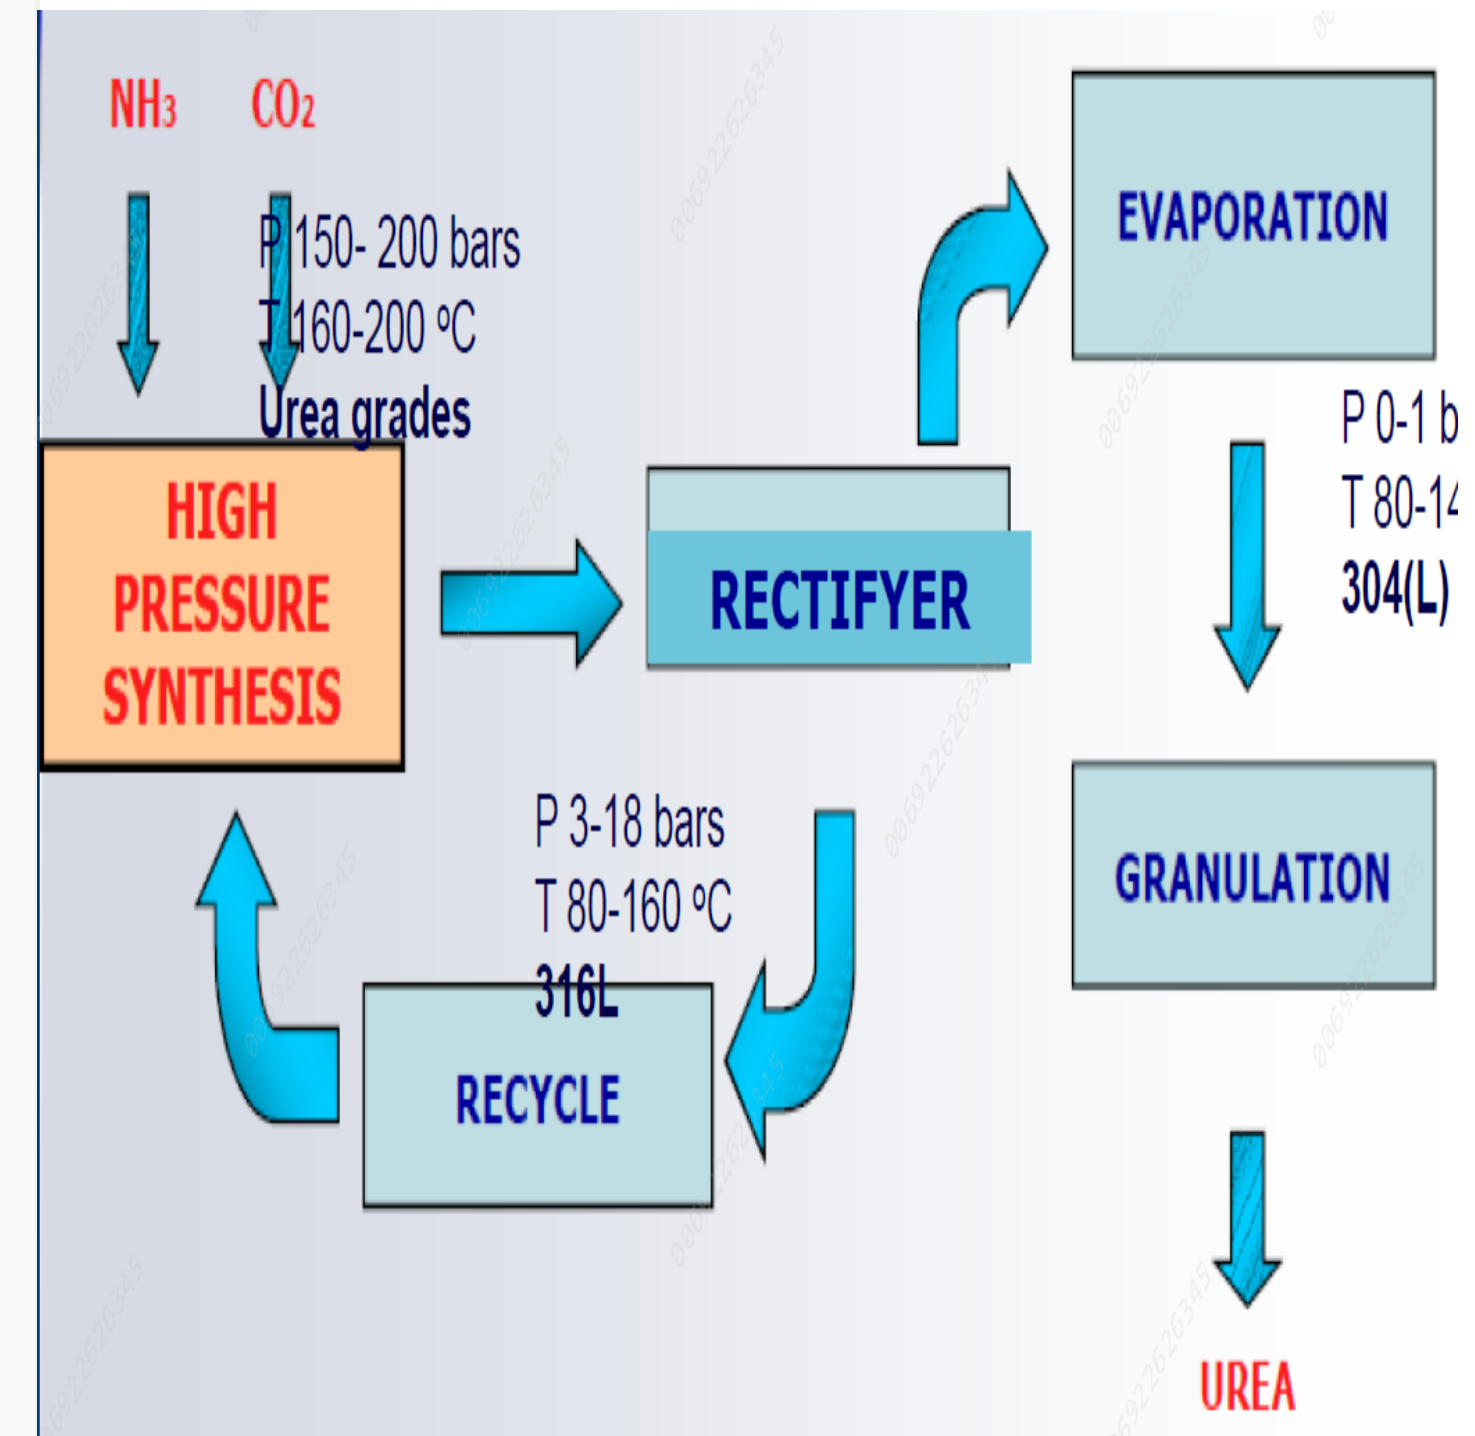 NH3 CO2
P 150- 200 bars
T 160-200 ºC
Urea grades
HIGH
PRESSURE
SYNTHESIS
RECTIFYER
EVAPORATION
P 0-1 b
T 80-14
304(L)
GRANULATION
P 3-18 bars
T 80-160 ºC
316L
RECYCLE
UREA